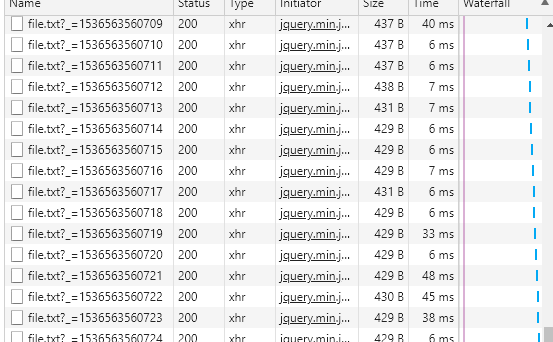 Name Status Type Initiator Size Time Waterfall
file.txt?_=1536563560709 200 xhr jquery.min.j... 437 B 40 ms
file.txt?_=1536563560710 200 xhr jquery.min.j... 437 B 6 ms
file.txt?_=1536563560711 200 xhr jquery.min.j... 437 B 6 ms
file.txt?_=1536563560712 200 xhr jquery.min.j... 438 B 7 ms
file.txt?_=1536563560713 200 xhr jquery.min.j... 431 B 7 ms
file.txt?_=1536563560714 200 xhr jquery.min.j... 429 B 6 ms
file.txt?_=1536563560715 200 xhr jquery.min.j... 429 B 6 ms
file.txt?_=1536563560716 200 xhr jquery.min.j... 429 B 7 ms
file.txt?_=1536563560717 200 xhr jquery.min.j... 431 B 6 ms
file.txt?_=1536563560718 200 xhr jquery.min.j... 429 B 6 ms
file.txt?_=1536563560719 200 xhr jquery.min.j... 429 B 33 ms
file.txt?_=1536563560720 200 xhr jquery.min.j... 429 B 6 ms
file.txt?_=1536563560721 200 xhr jquery.min.j... 429 B 48 ms
file.txt?_=1536563560722 200 xhr jquery.min.j... 430 B 45 ms
file.txt?_=1536563560723 200 xhr jquery.min.j... 429 B 38 ms
file.txt?_=1536563560724 200 xhr jquery.min.j... 429 B 6 ms